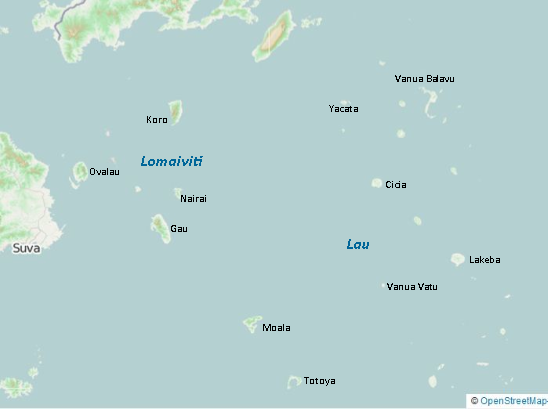 Vanua Balavu
Yacata
Koro
Lomaiviti
Ovalau
Cicia
Nairai
Gau
Suva
Lau
Lakeba
Vanua Vatu
Moala
Totoya
© OpenStreetMap